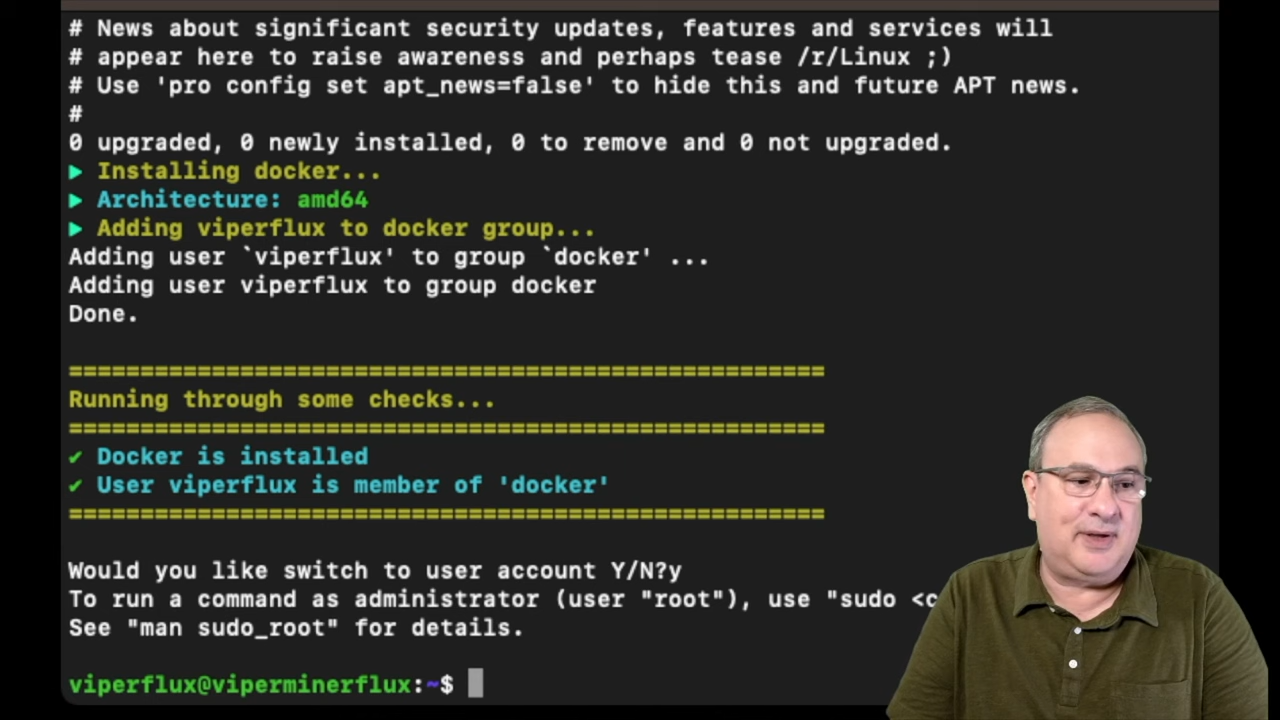 # News about significant security updates, features and services will
# appear here to raise awareness and perhaps tease /r/Linux ;)
# Use 'pro config set apt_news=false' to hide this and future APT news.
#
0 upgraded, 0 newly installed, 0 to remove and 0 not upgraded.
▶ Installing docker...
▶ Architecture: amd64
▶ Adding viperflux to docker group...
Adding user `viperflux' to group `docker' ...
Adding user viperflux to group docker
Done.
=====================================================
Running through some checks...
=====================================================
✔ Docker is installed
✔ User viperflux is member of 'docker'
=====================================================
Would you like switch to user account Y/N?y
To run a command as administrator (user "root"), use "sudo <c
See "man sudo_root" for details.
viperflux@viperminerflux:~$